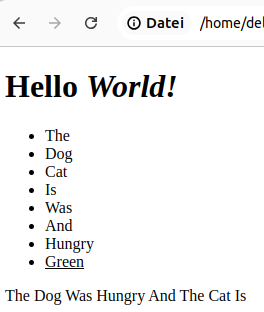 Datei /home/del
Hello World!
The
Dog
Cat
Is
Was
And
Hungry
Green
The Dog Was Hungry And The Cat Is